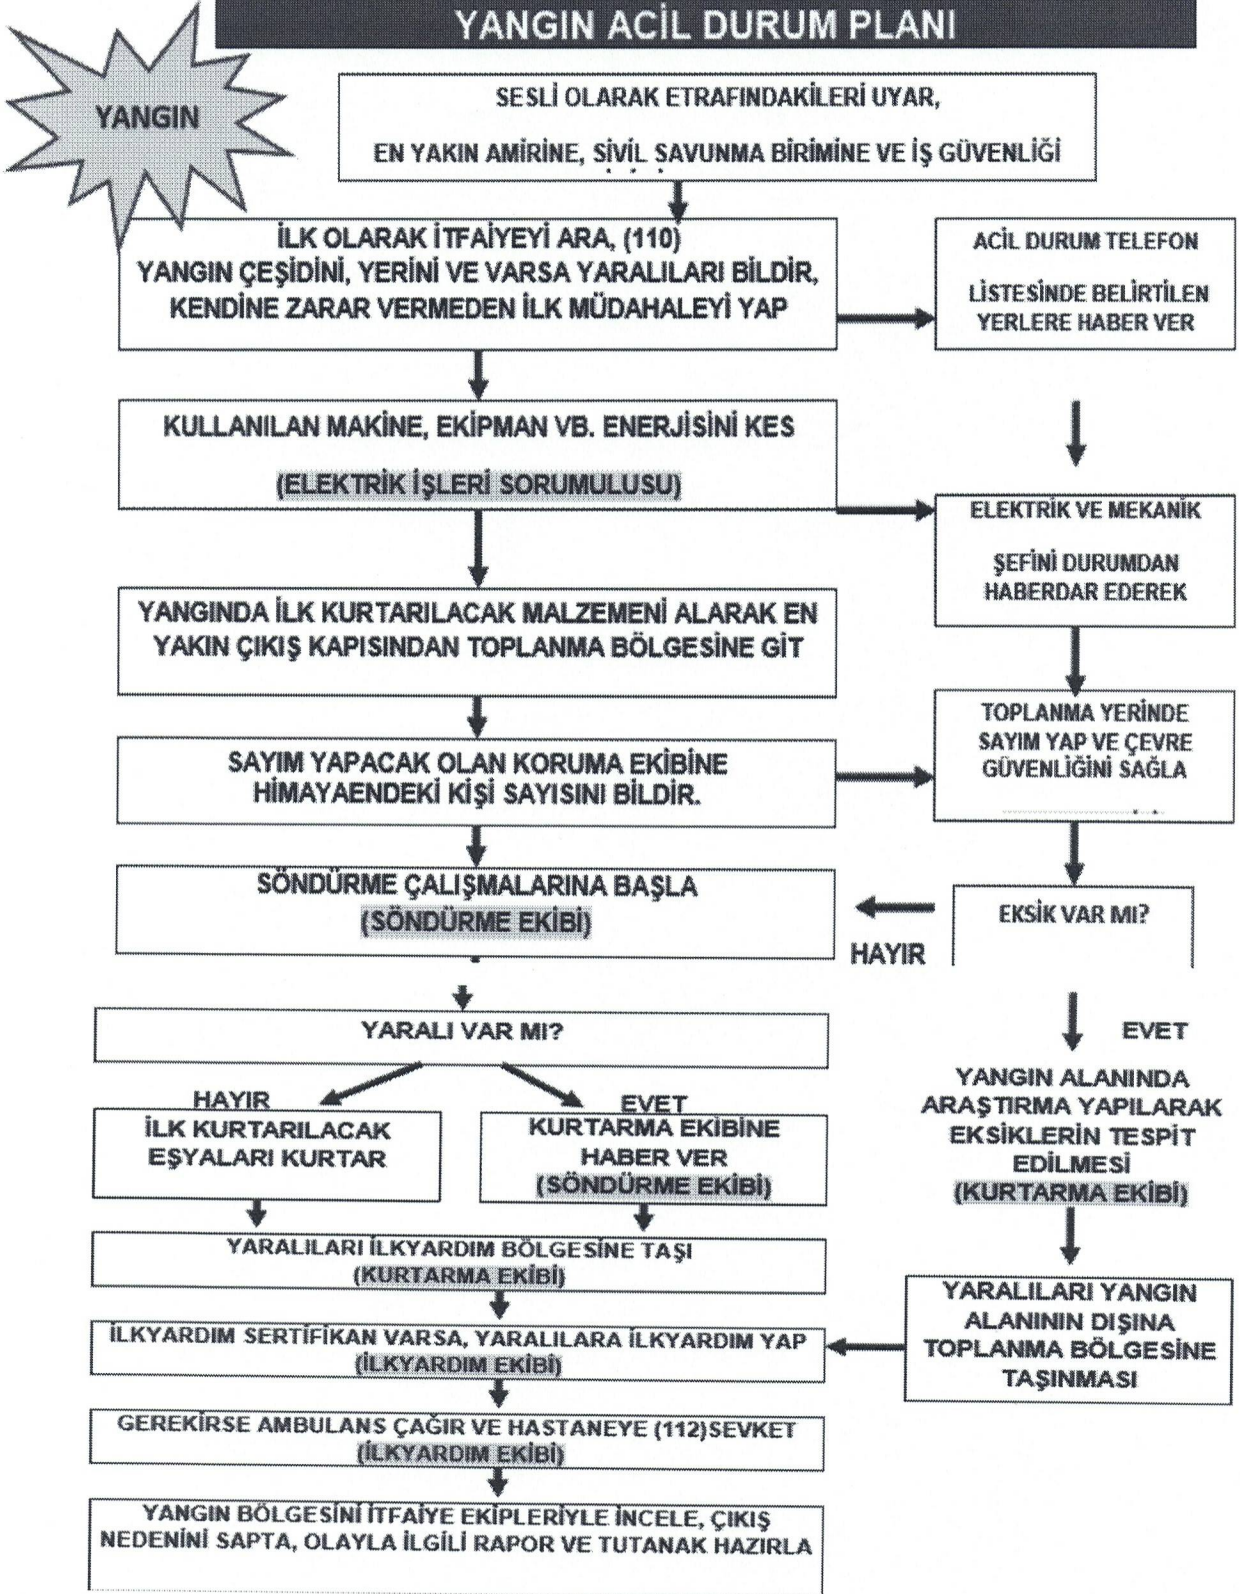 YANGIN ACİL DURUM PLANI
YANGIN
SESLİ OLARAK ETRAFINDAKİLERİ UYAR,
EN YAKIN AMİRİNE, SİVİL SAVUNMA BİRİMİNE VE İŞ GÜVENLİĞİ
İLK OLARAK İTFAİYEYİ ARA, (110)
YANGIN ÇEŞİDİNİ, YERİNİ VE VARSA YARALILARI BİLDİR,
KENDİNE ZARAR VERMEDEN İLK MÜDAHALEYİ YAP
ACİL DURUM TELEFON
LİSTESİNDE BELİRTİLEN
YERLERE HABER VER
KULLANILAN MAKİNE, EKİPMAN VB. ENERJİSİNİ KES
(ELEKTRİK İŞLERİ SORUMULUSU)
ELEKTRİK VE MEKANİK
ŞEFİNİ DURUMDAN
HABERDAR EDEREK
YANGINDA İLK KURTARILACAK MALZEMENİ ALARAK EN
YAKIN ÇIKIŞ KAPISINDAN TOPLANMA BÖLGESİNE GİT
TOPLANMA YERİNDE
SAYIM YAP VE ÇEVRE
GÜVENLİĞİNİ SAĞLA
SAYIM YAPACAK OLAN KORUMA EKİBİNE
HİMAYAENDEKİ KİŞİ SAYISINI BİLDİR.
SÖNDÜRME ÇALIŞMALARINA BAŞLA
(SÖNDÜRME EKİBİ)
EKSİK VAR MI?
HAYIR
YARALI VAR MI?
EVET
HAYIR
İLK KURTARILACAK
EŞYALARI KURTAR
EVET
KURTARMA EKİBİNE
HABER VER
(SÖNDÜRME EKİBİ)
YANGIN ALANINDA
ARAŞTIRMA YAPILARAK
EKSİKLERİN TESPİT
EDİLMESİ
(KURTARMA EKİBİ)
YARALILARI İLKYARDIM BÖLGESİNE TAŞI
(KURTARMA EKİBİ)
YARALILARI YANGIN
ALANININ DIŞINA
TOPLANMA BÖLGESİNE
TAŞINMASI
İLKYARDIM SERTİFİKAN VARSA, YARALILARA İLKYARDIM YAP
(İLKYARDIM EKİBİ)
GEREKİRSE AMBULANS ÇAĞIR VE HASTANEYE (112)SEVKET
(İLKYARDIM EKİBİ)
YANGIN BÖLGESİNİ İTFAİYE EKİPLERİYLE İNCELE, ÇIKIŞ
NEDENİNİ SAPTA, OLAYLA İLGİLİ RAPOR VE TUTANAK HAZIRLA